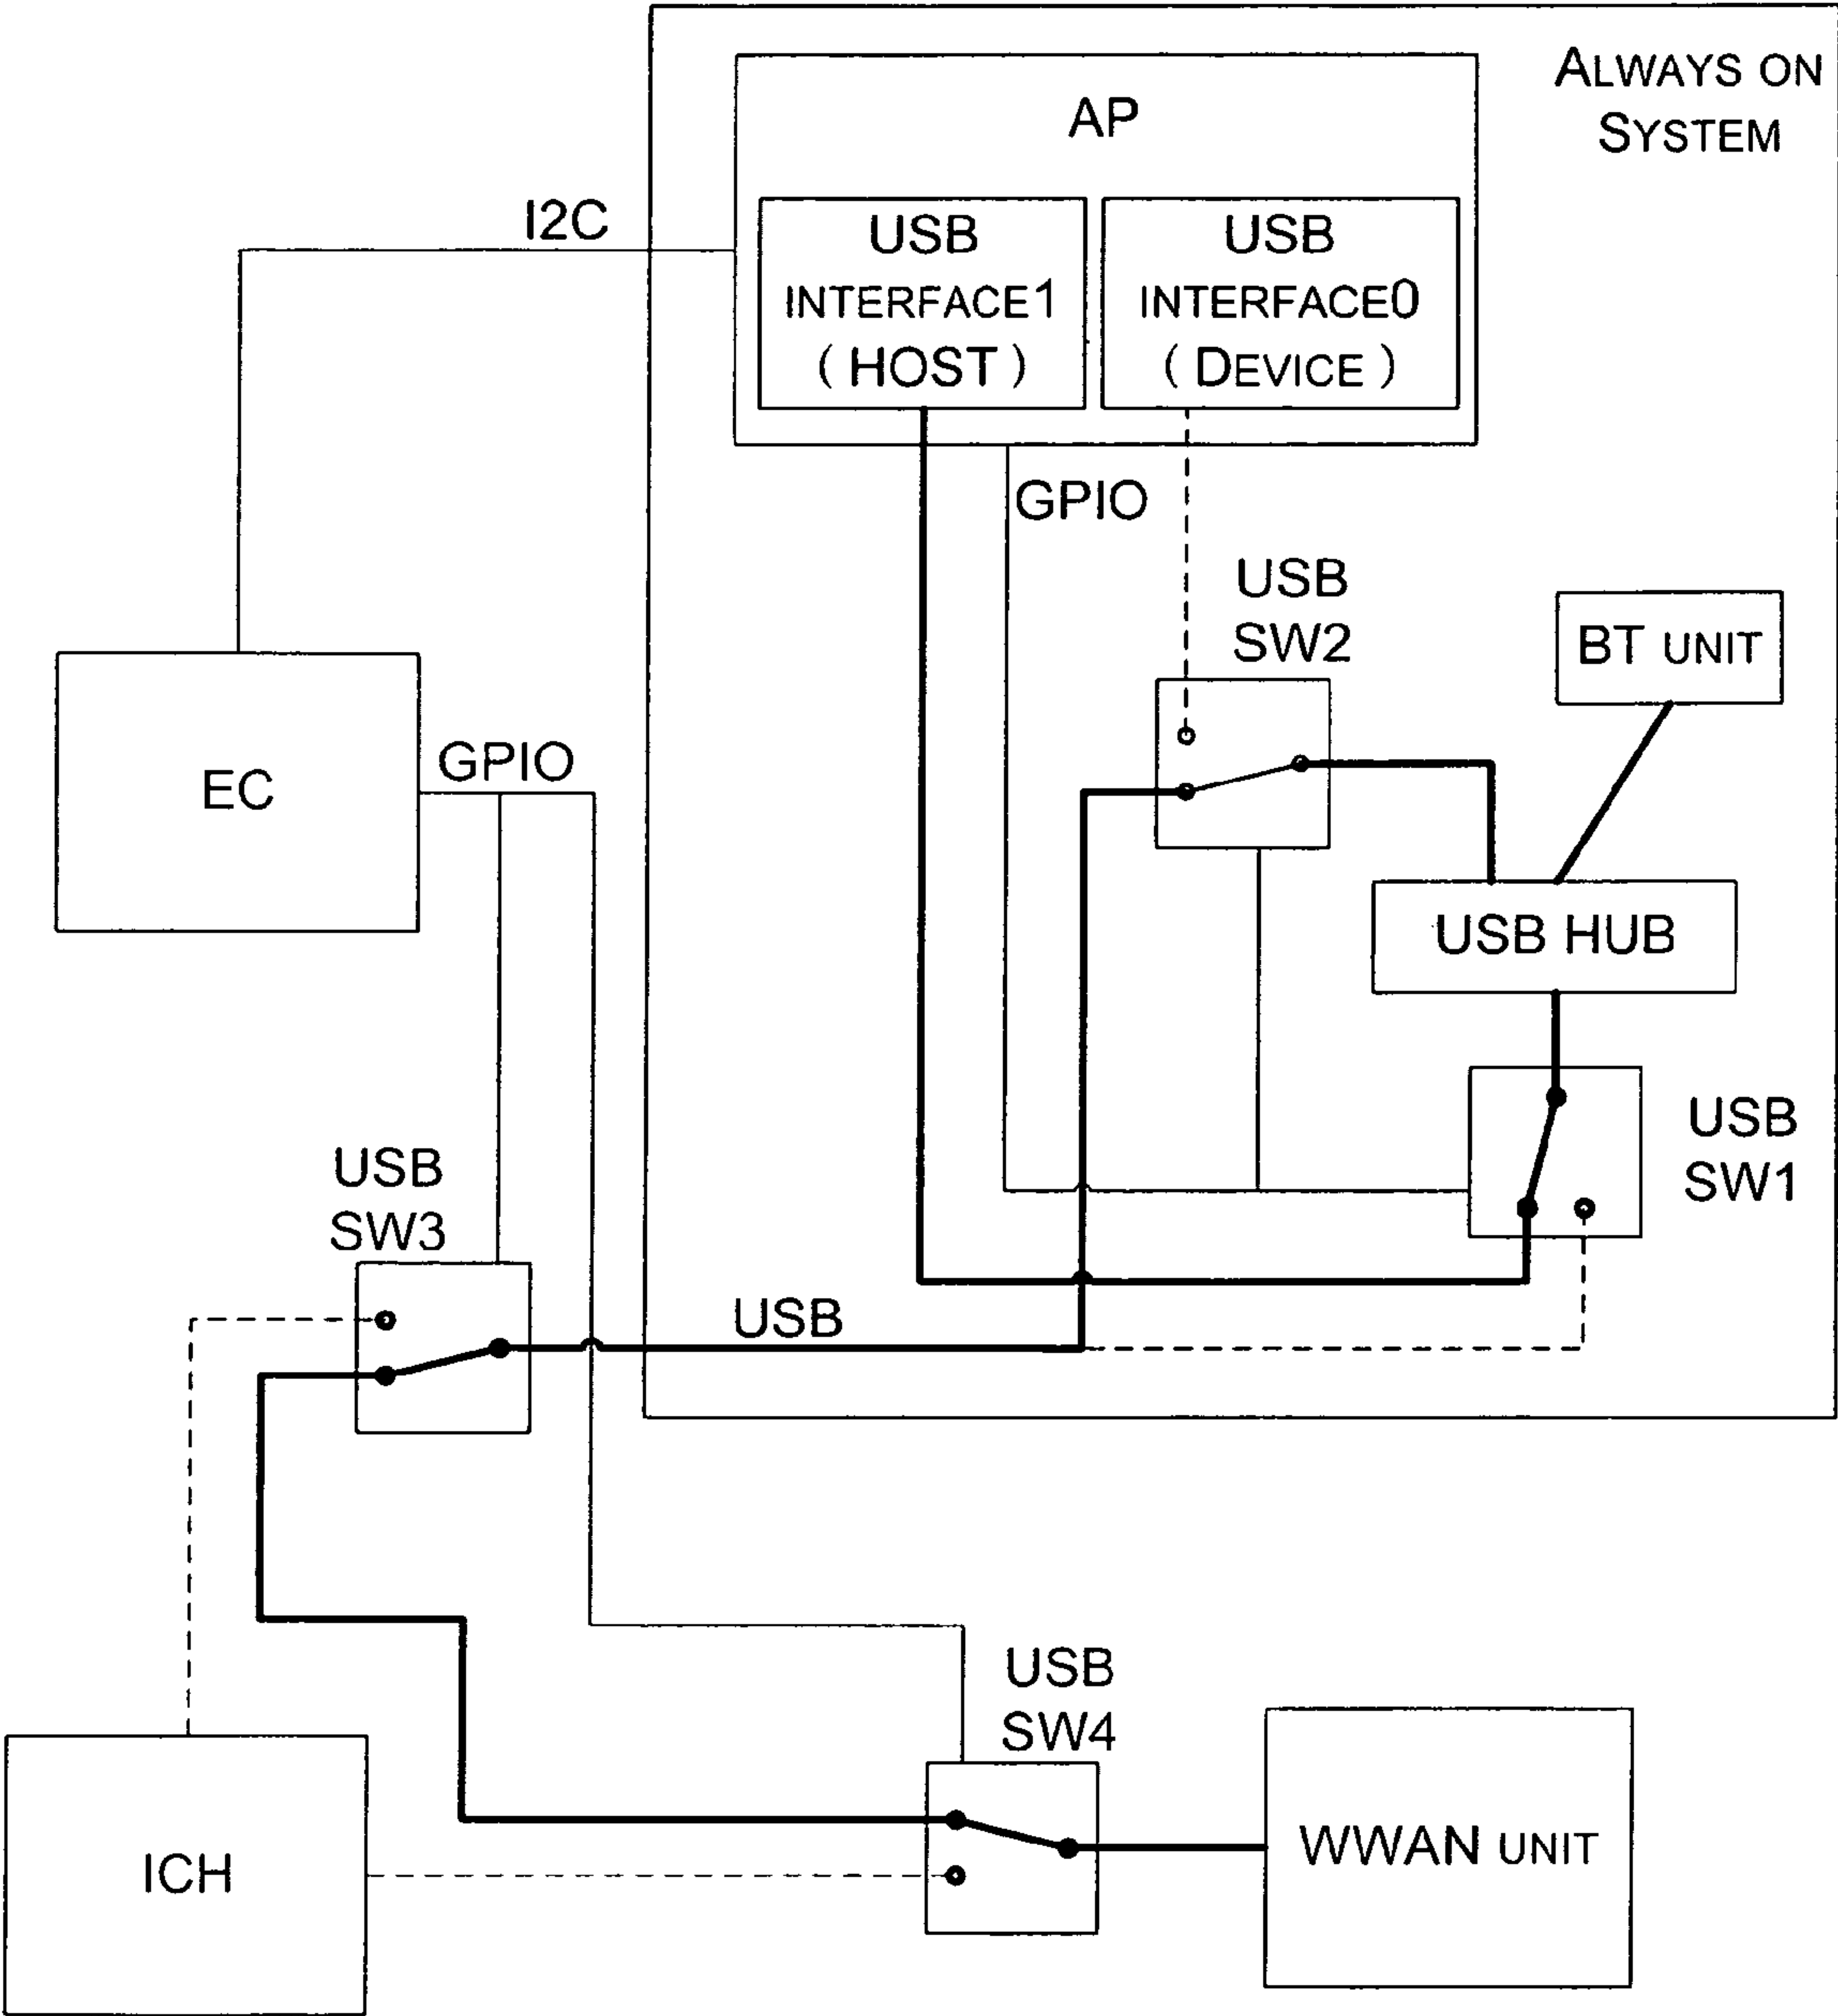 ALWAYS ON
SYSTEM
AP
I2C
USB
INTERFACE1
( HOST )
USB
INTERFACE0
( DEVICE )
GPIO
USB
SW2
BT UNIT
EC
GPIO
USB HUB
USB
SW1
USB
SW3
USB
USB
SW4
ICH
WWAN UNIT